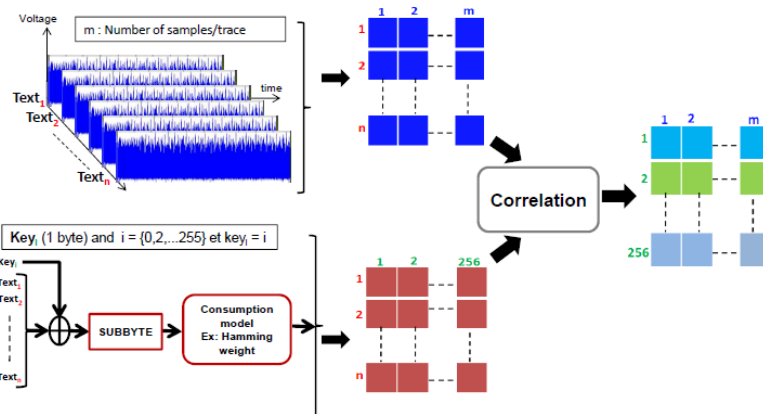 Voltage
m : Number of samples/trace
time
Text1
Text2
Textn
1 2 m
1
2
n
Correlation
1 2 m
1
2
256
Keyi (1 byte) and i = {0,2,...255} et keyi = i
Keyi
Text1
Text2
Textn
SUBBYTE
Consumption
model
Ex: Hamming
weight
1 2 256
1
2
n